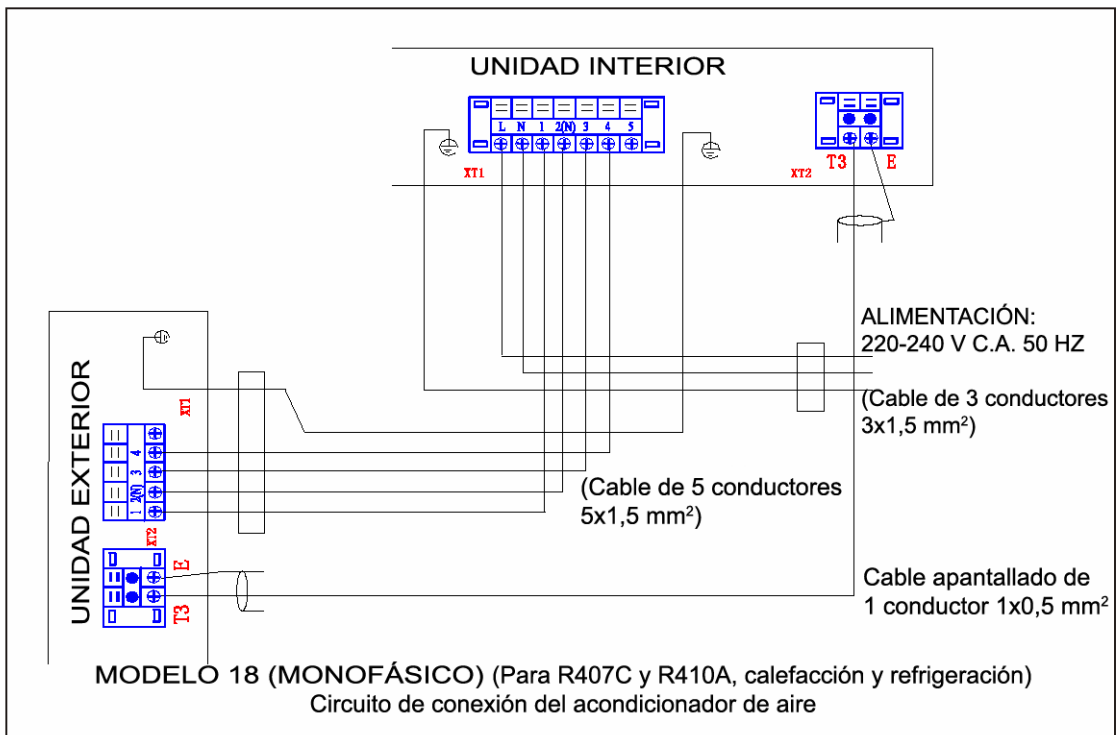 UNIDAD INTERIOR
L N 1 2(N) 3 4 5
XT1
XT2
T3 E
ALIMENTACIÓN:
220-240 V C.A. 50 HZ
(Cable de 3 conductores
3x1,5 mm²)
UNIDAD EXTERIOR
XT1
1 2(N) 3 4
XT2
E
T3
(Cable de 5 conductores
5x1,5 mm²)
Cable apantallado de
1 conductor 1x0,5 mm²
MODELO 18 (MONOFÁSICO) (Para R407C y R410A, calefacción y refrigeración)
Circuito de conexión del acondicionador de aire